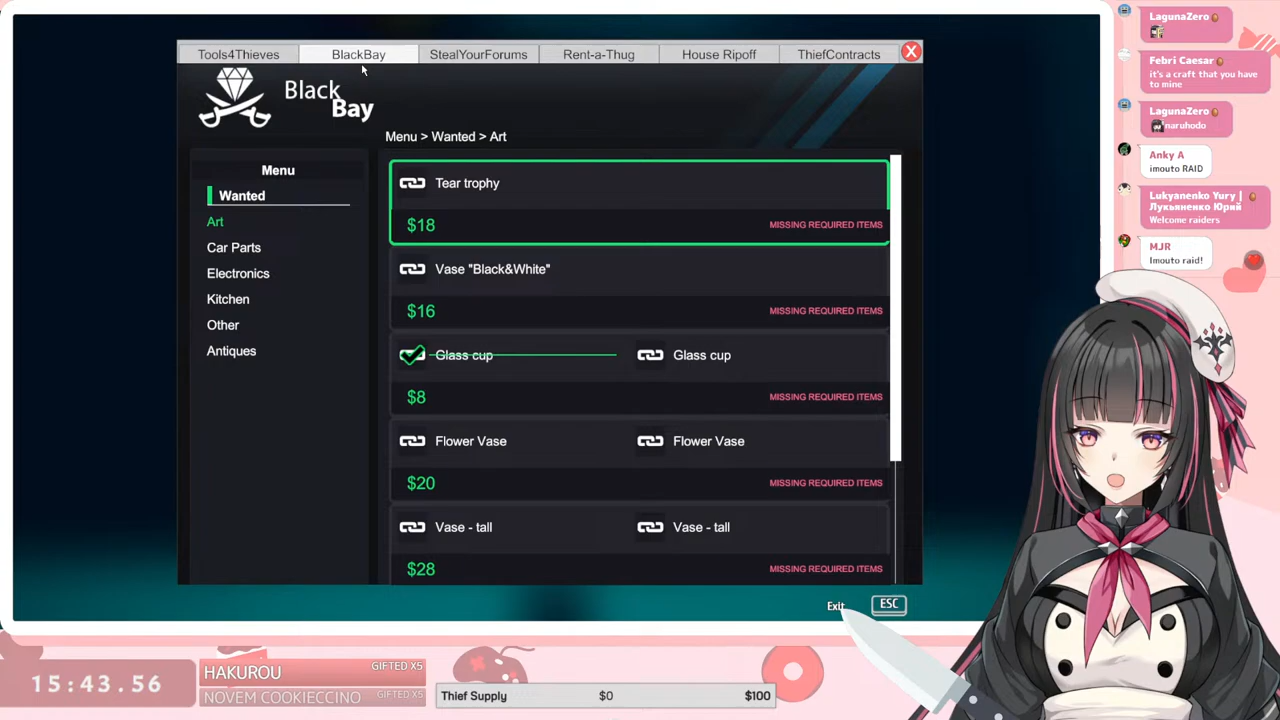 Tools4Thieves
BlackBay
StealYourForums
Rent-a-Thug
House Ripoff
ThiefContracts
X
Black
Bay
Menu > Wanted > Art
Menu
Wanted
Art
Car Parts
Electronics
Kitchen
Other
Antiques
Tear trophy
$18
MISSING REQUIRED ITEMS
Vase "Black&White"
$16
MISSING REQUIRED ITEMS
Glass cup
Glass cup
$8
MISSING REQUIRED ITEMS
Flower Vase
Flower Vase
$20
MISSING REQUIRED ITEMS
Vase - tall
Vase - tall
$28
MISSING REQUIRED ITEMS
Exit
ESC
LagunaZero
Febri Caesar
it's a craft that you have
to mine
LagunaZero
naruhodo
Anky A
imouto RAID
Lukyanenko Yury |
Лукьяненко Юрий
Welcome raiders
MJR
Imouto raid!
15:43.56
HAKUROU
GIFTED X5
NOVEM COOKIECCINO
GIFTED X5
Thief Supply
$0
$100